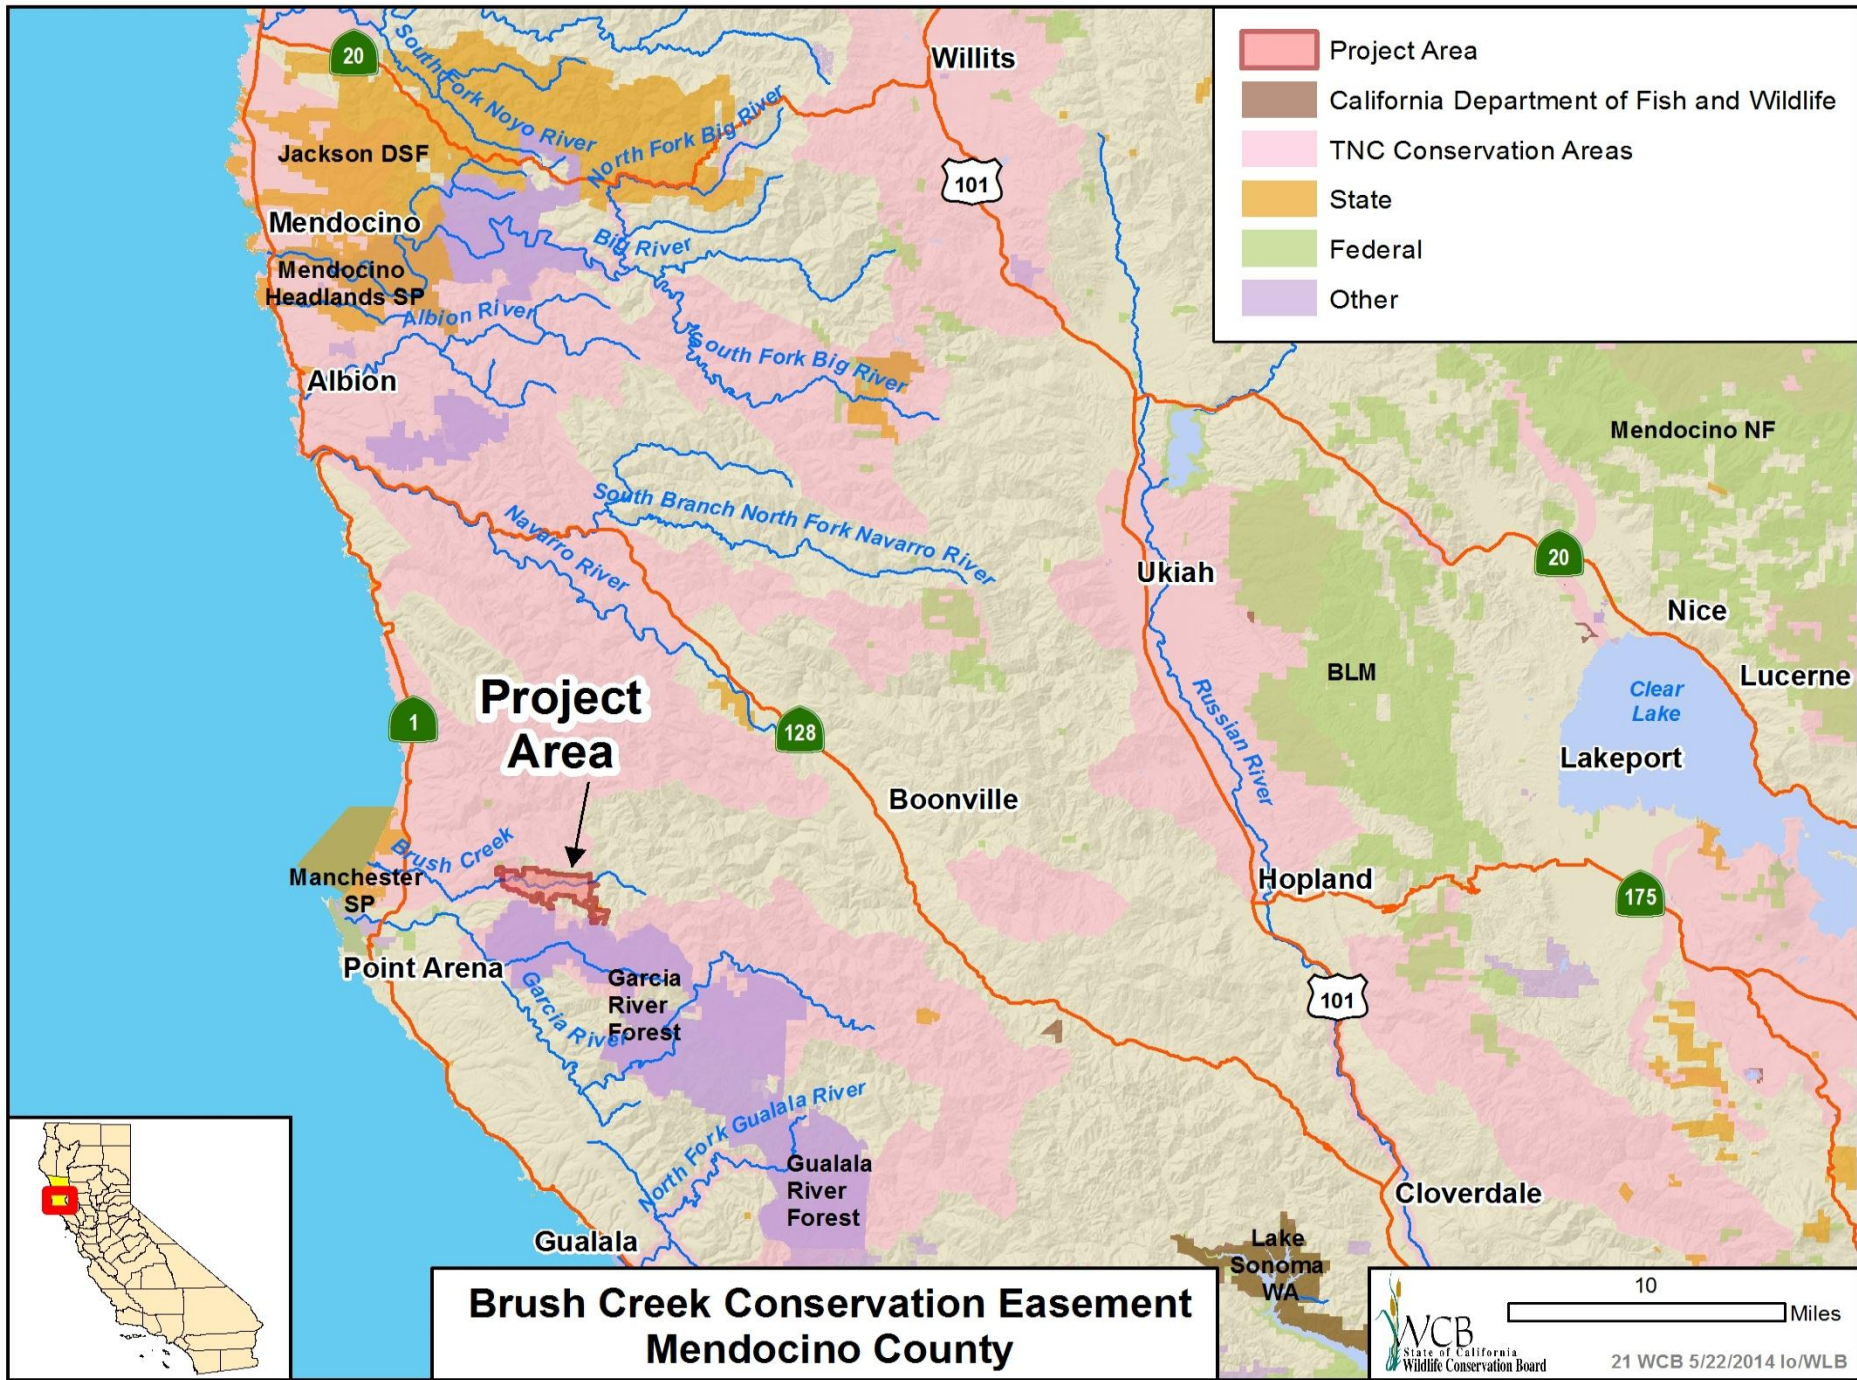 Project Area
California Department of Fish and Wildlife
TNC Conservation Areas
State
Federal
Other
20
South Fork Noyo River
Willits
North Fork Big River
Jackson DSF
101
Mendocino
Big River
Mendocino
Headlands SP
Albion River
South Fork Big River
Albion
Mendocino NF
South Branch North Fork Navarro River
Navarro River
20
Ukiah
Nice
BLM
Lucerne
Clear
Lake
Russian River
Project
Area
1
128
Lakeport
Boonville
Brush Creek
Manchester
SP
Hopland
175
Point Arena
Garcia
River
Forest
Garcia River
101
North Fork Gualala River
Gualala
River
Forest
Cloverdale
Gualala
Lake
Sonoma
WA
Brush Creek Conservation Easement
Mendocino County
10
Miles
WCB
State of California
Wildlife Conservation Board
21 WCB 5/22/2014 lo/WLB